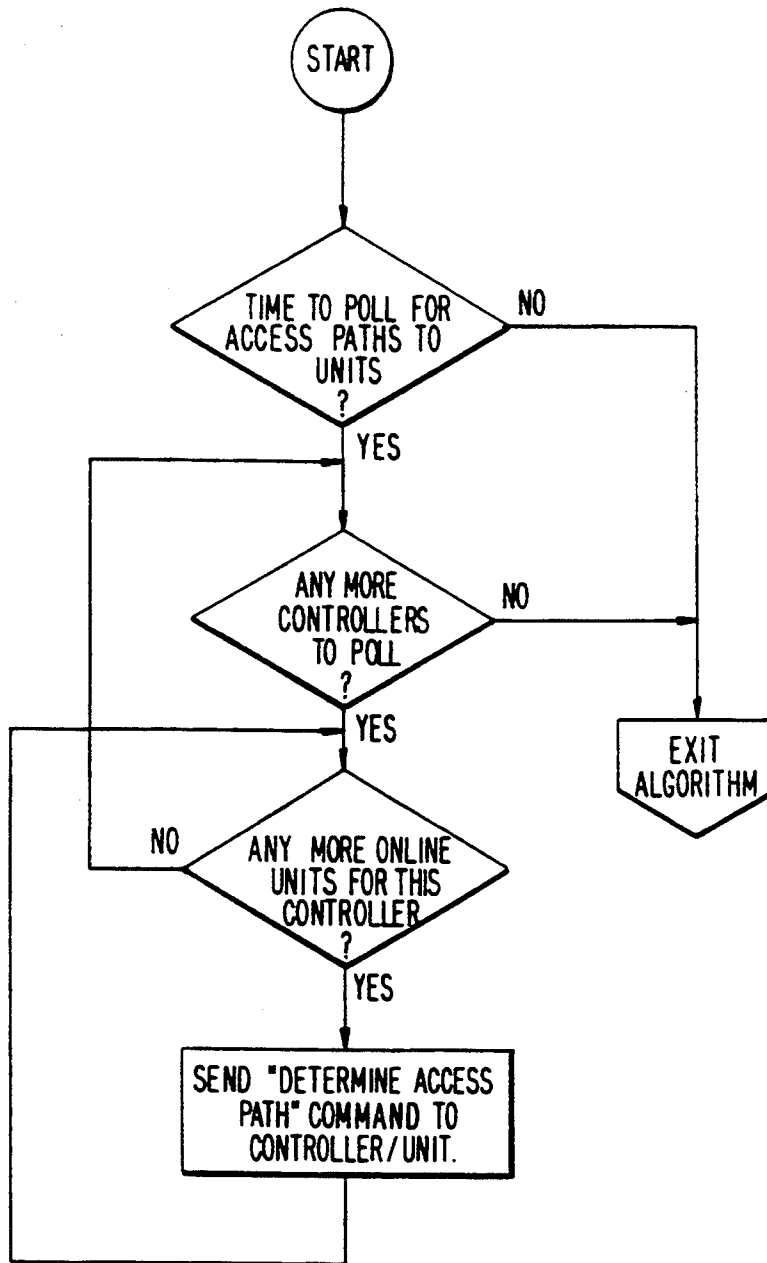 START
TIME TO POLL FOR
ACCESS PATHS TO
UNITS
?
NO
YES
ANY MORE
CONTROLLERS
TO POLL
?
NO
YES
EXIT
ALGORITHM
NO
ANY MORE ONLINE
UNITS FOR THIS
CONTROLLER
?
YES
SEND "DETERMINE ACCESS
PATH" COMMAND TO
CONTROLLER/UNIT.